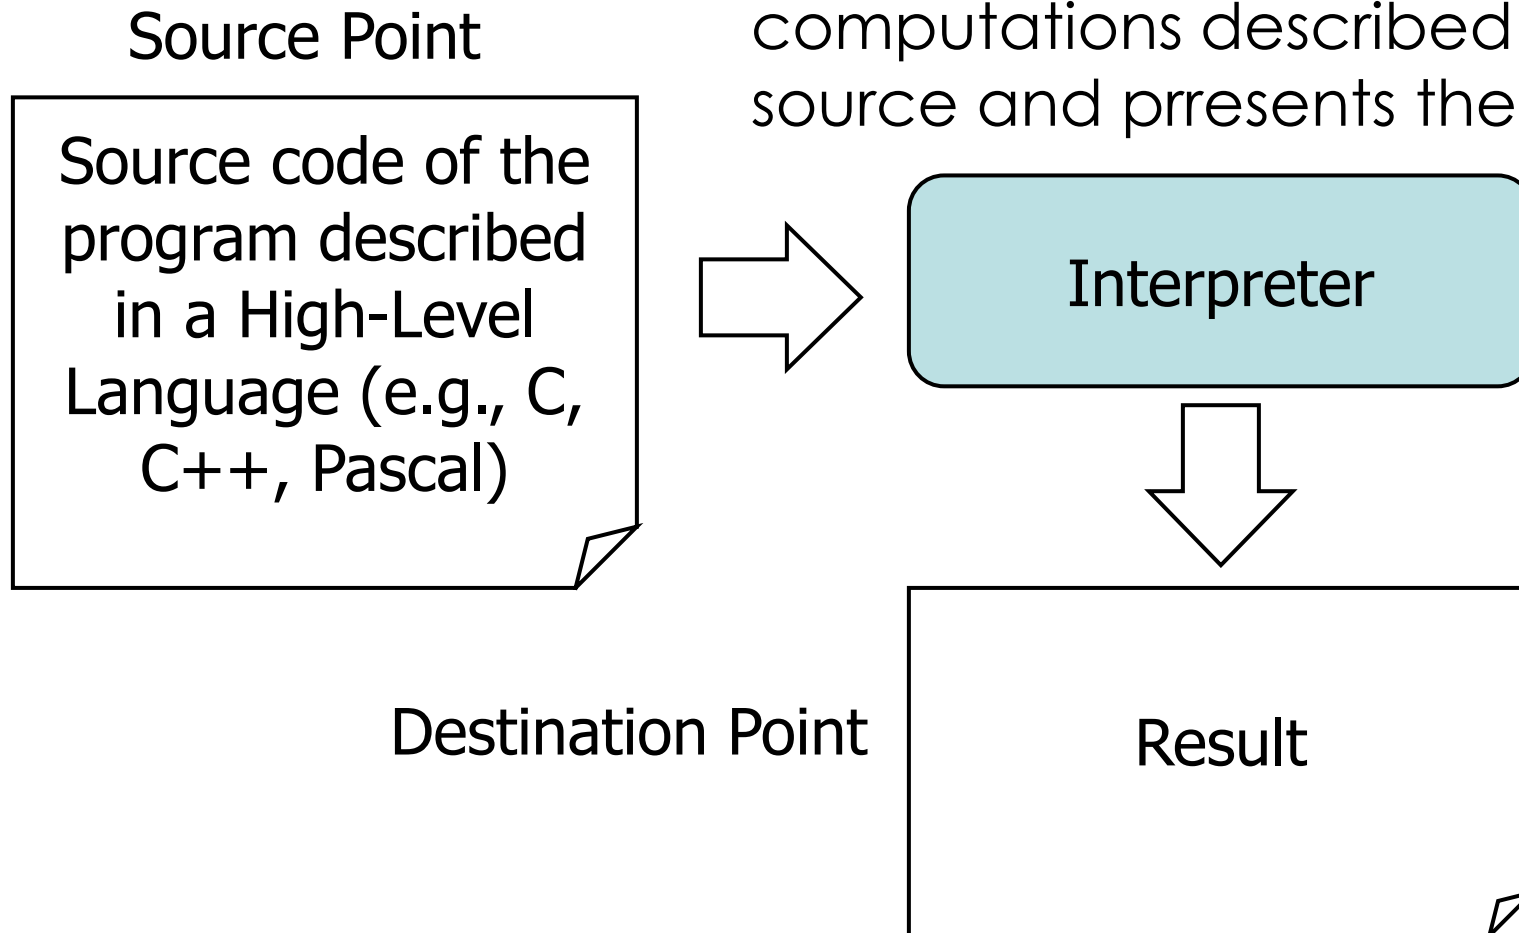 Source Point
computations described
source and prresents the
Source code of the
program described
in a High-Level
Language (e.g., C,
C++, Pascal)
Interpreter
Destination Point
Result